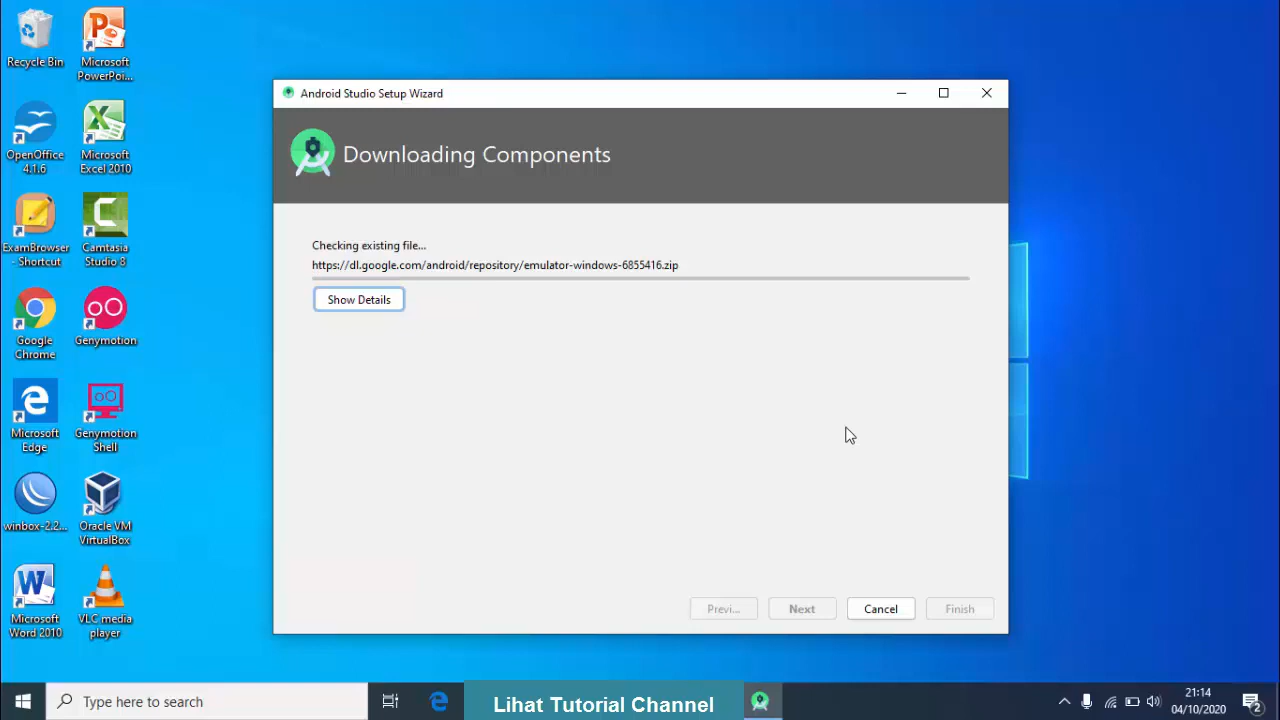 Recycle Bin
Microsoft
PowerPoi...
OpenOffice
4.1.6
Microsoft
Excel 2010
ExamBrowser
- Shortcut
Camtasia
Studio 8
Google
Chrome
Genymotion
Microsoft
Edge
Genymotion
Shell
winbox-2.2...
Oracle VM
VirtualBox
Microsoft
Word 2010
VLC media
player
Android Studio Setup Wizard
Downloading Components
Checking existing file...
https://dl.google.com/android/repository/emulator-windows-6855416.zip
Show Details
Previ...
Next
Cancel
Finish
Type here to search
Lihat Tutorial Channel
21:14
04/10/2020
2